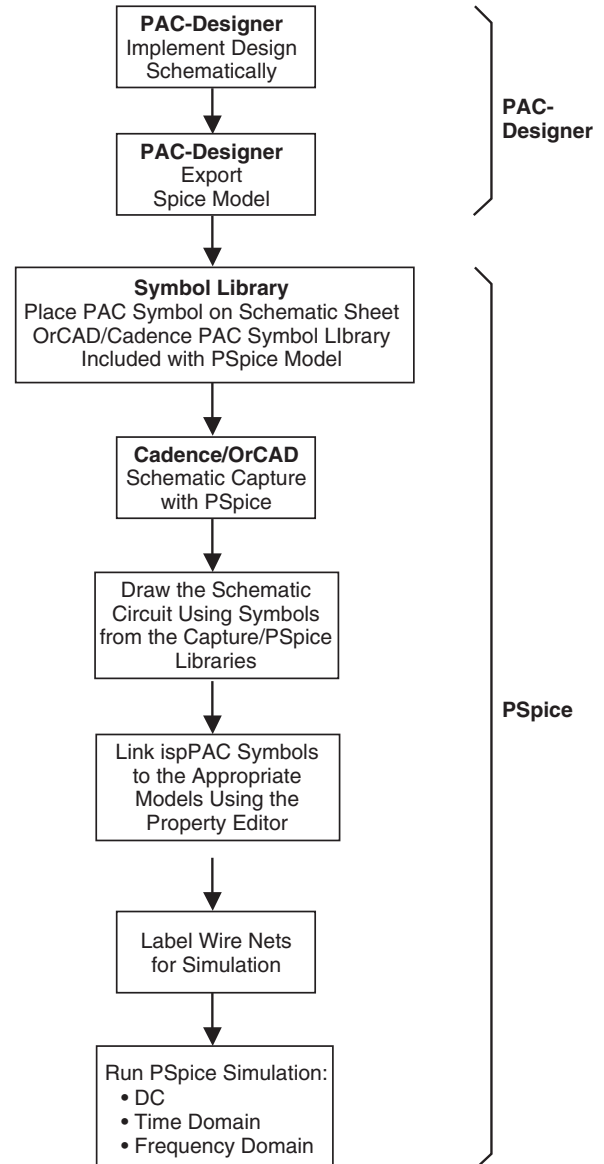 PAC-Designer
Implement Design
Schematically
PAC-Designer
Export
Spice Model
PAC-
Designer
Symbol Library
Place PAC Symbol on Schematic Sheet
OrCAD/Cadence PAC Symbol LIbrary
Included with PSpice Model
Cadence/OrCAD
Schematic Capture
with PSpice
Draw the Schematic
Circuit Using Symbols
from the Capture/PSpice
Libraries
Link ispPAC Symbols
to the Appropriate
Models Using the
Property Editor
Label Wire Nets
for Simulation
Run PSpice Simulation:
• DC
• Time Domain
• Frequency Domain
PSpice